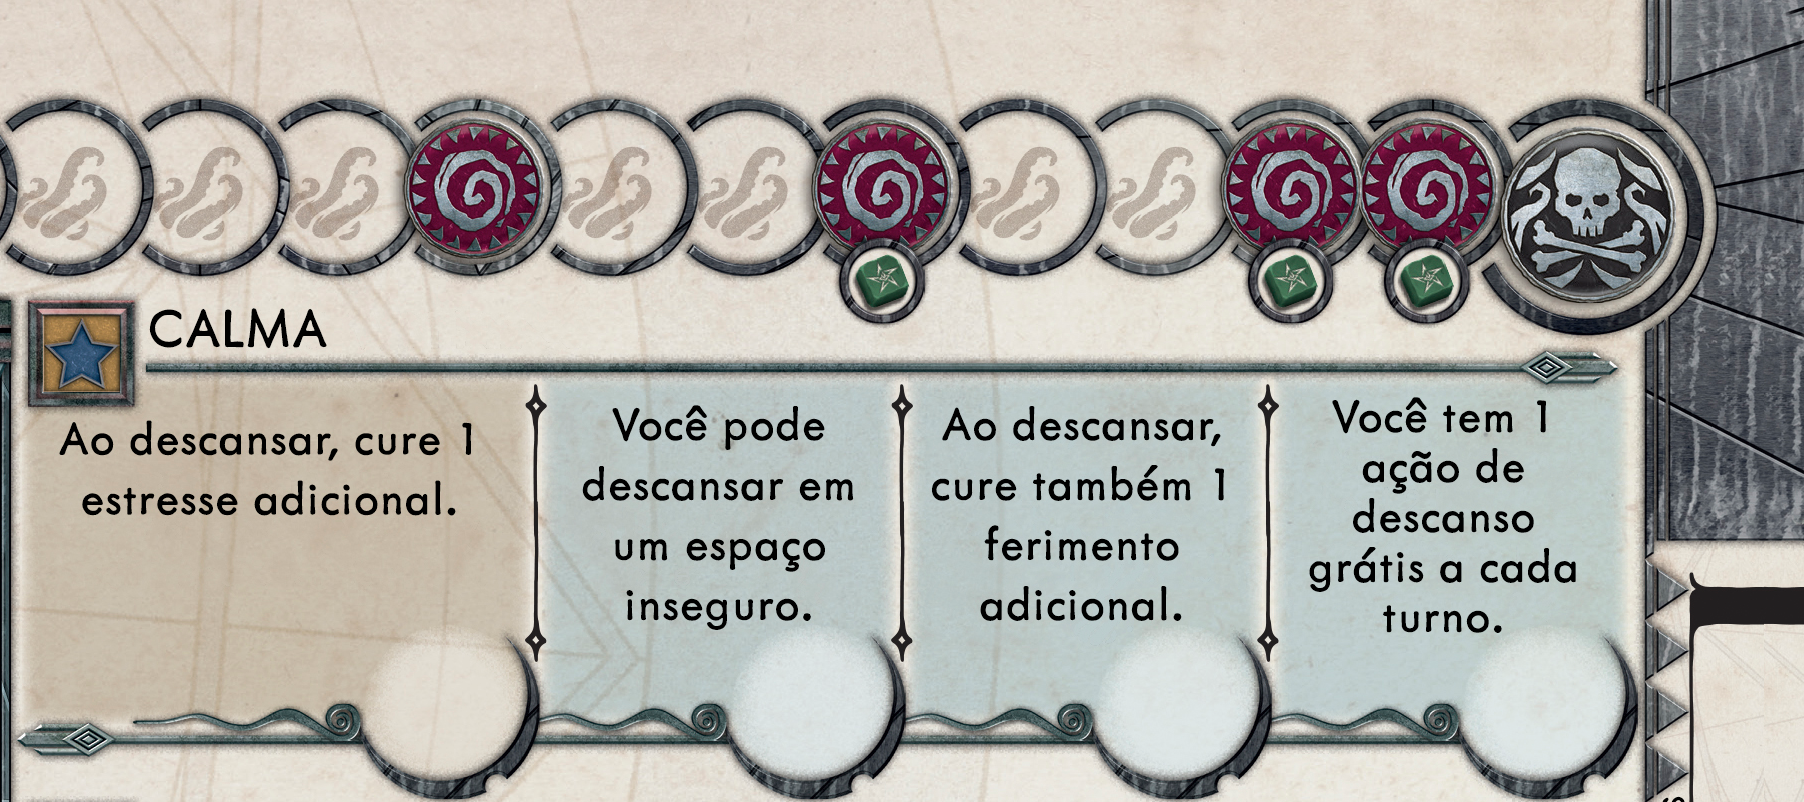 CALMA
Ao descansar, cure 1
estresse adicional.
Você pode
descansar em
um espaço
inseguro.
Ao descansar,
cure também 1
ferimento
adicional.
Você tem 1
ação de
descanso
grátis a cada
turno.